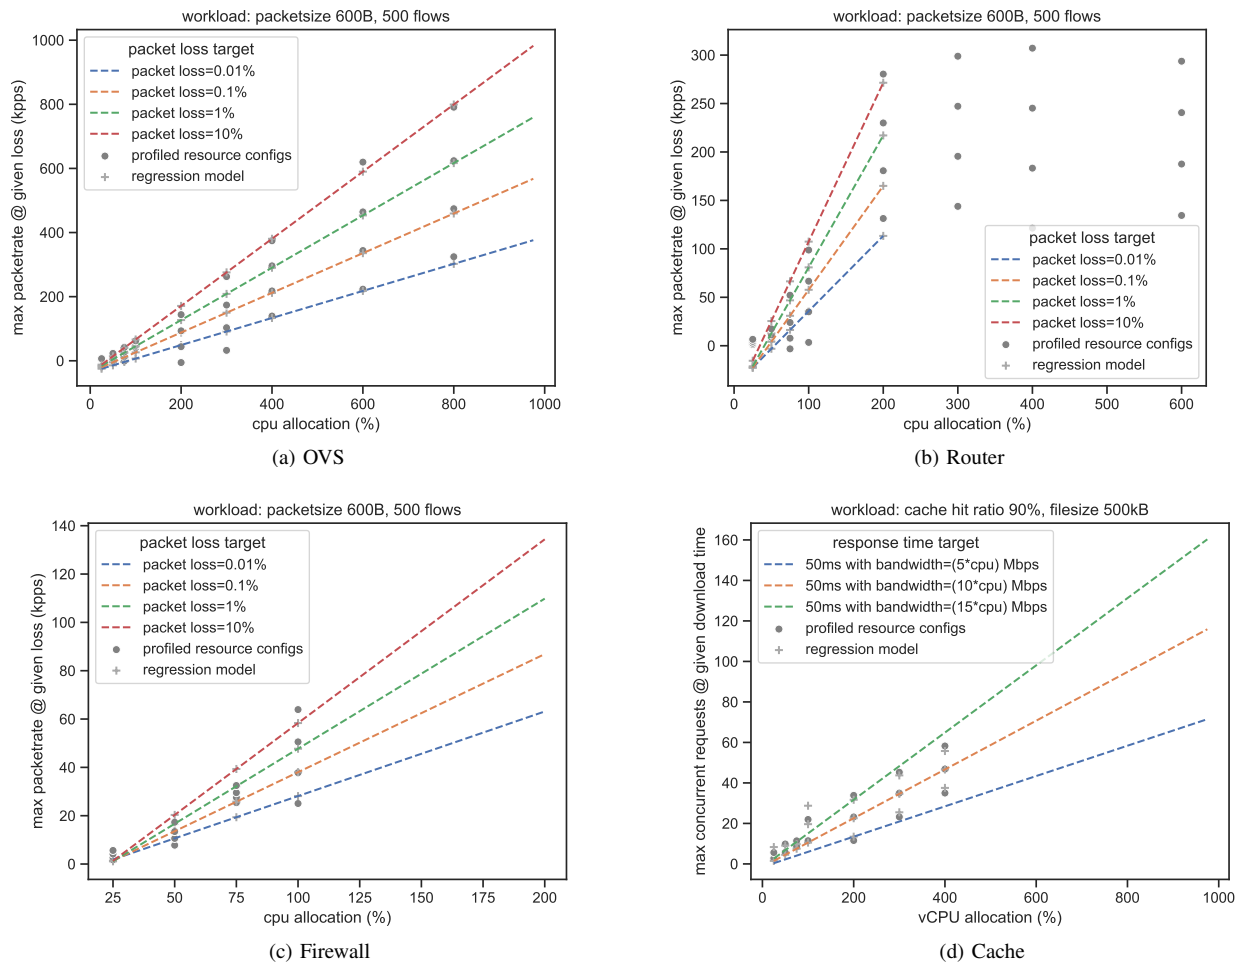 workload: packetsize 600B, 500 flows
max packetrate @ given loss (kpps)
1000
800
600
400
200
0
packet loss target
packet loss=0.01%
packet loss=0.1%
packet loss=1%
packet loss=10%
profiled resource configs
regression model
0 200 400 600 800 1000
cpu allocation (%)
(a) OVS
workload: packetsize 600B, 500 flows
max packetrate @ given loss (kpps)
300
250
200
150
100
50
0
packet loss target
packet loss=0.01%
packet loss=0.1%
packet loss=1%
packet loss=10%
profiled resource configs
regression model
0 100 200 300 400 500 600
cpu allocation (%)
(b) Router
workload: packetsize 600B, 500 flows
max packetrate @ given loss (kpps)
140
120
100
80
60
40
20
0
packet loss target
packet loss=0.01%
packet loss=0.1%
packet loss=1%
packet loss=10%
profiled resource configs
regression model
25 50 75 100 125 150 175 200
cpu allocation (%)
(c) Firewall
workload: cache hit ratio 90%, filesize 500kB
max concurrent requests @ given download time
160
140
120
100
80
60
40
20
0
response time target
50ms with bandwidth=(5*cpu) Mbps
50ms with bandwidth=(10*cpu) Mbps
50ms with bandwidth=(15*cpu) Mbps
profiled resource configs
regression model
0 200 400 600 800 1000
vCPU allocation (%)
(d) Cache